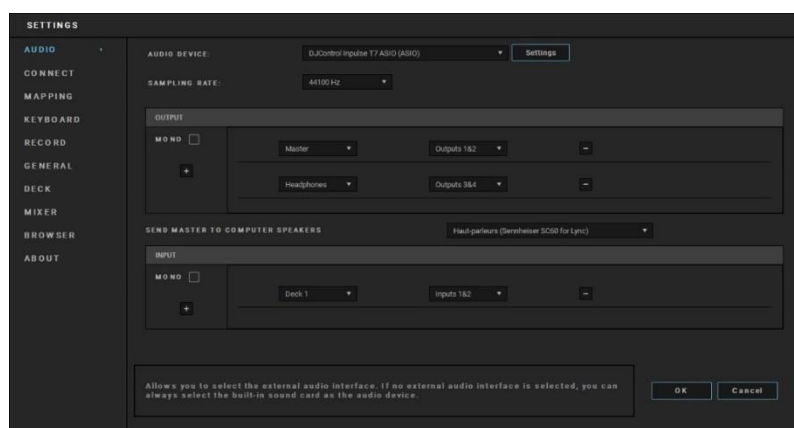 SETTINGS
AUDIO
CONNECT
MAPPING
KEYBOARD
RECORD
GENERAL
DECK
MIXER
BROWSER
ABOUT
AUDIO DEVICE: DJControl Inpulse T7 ASIO (ASIO) Settings
SAMPLING RATE: 44100 Hz
OUTPUT
MONO
Master Outputs 1&2 −
+
Headphones Outputs 3&4 −
SEND MASTER TO COMPUTER SPEAKERS Haut-parleurs (Sennheiser SC60 for Lync)
INPUT
MONO
Deck 1 Inputs 1&2 −
+
Allows you to select the external audio interface. If no external audio interface is selected, you can
always select the built-in sound card as the audio device.
OK Cancel